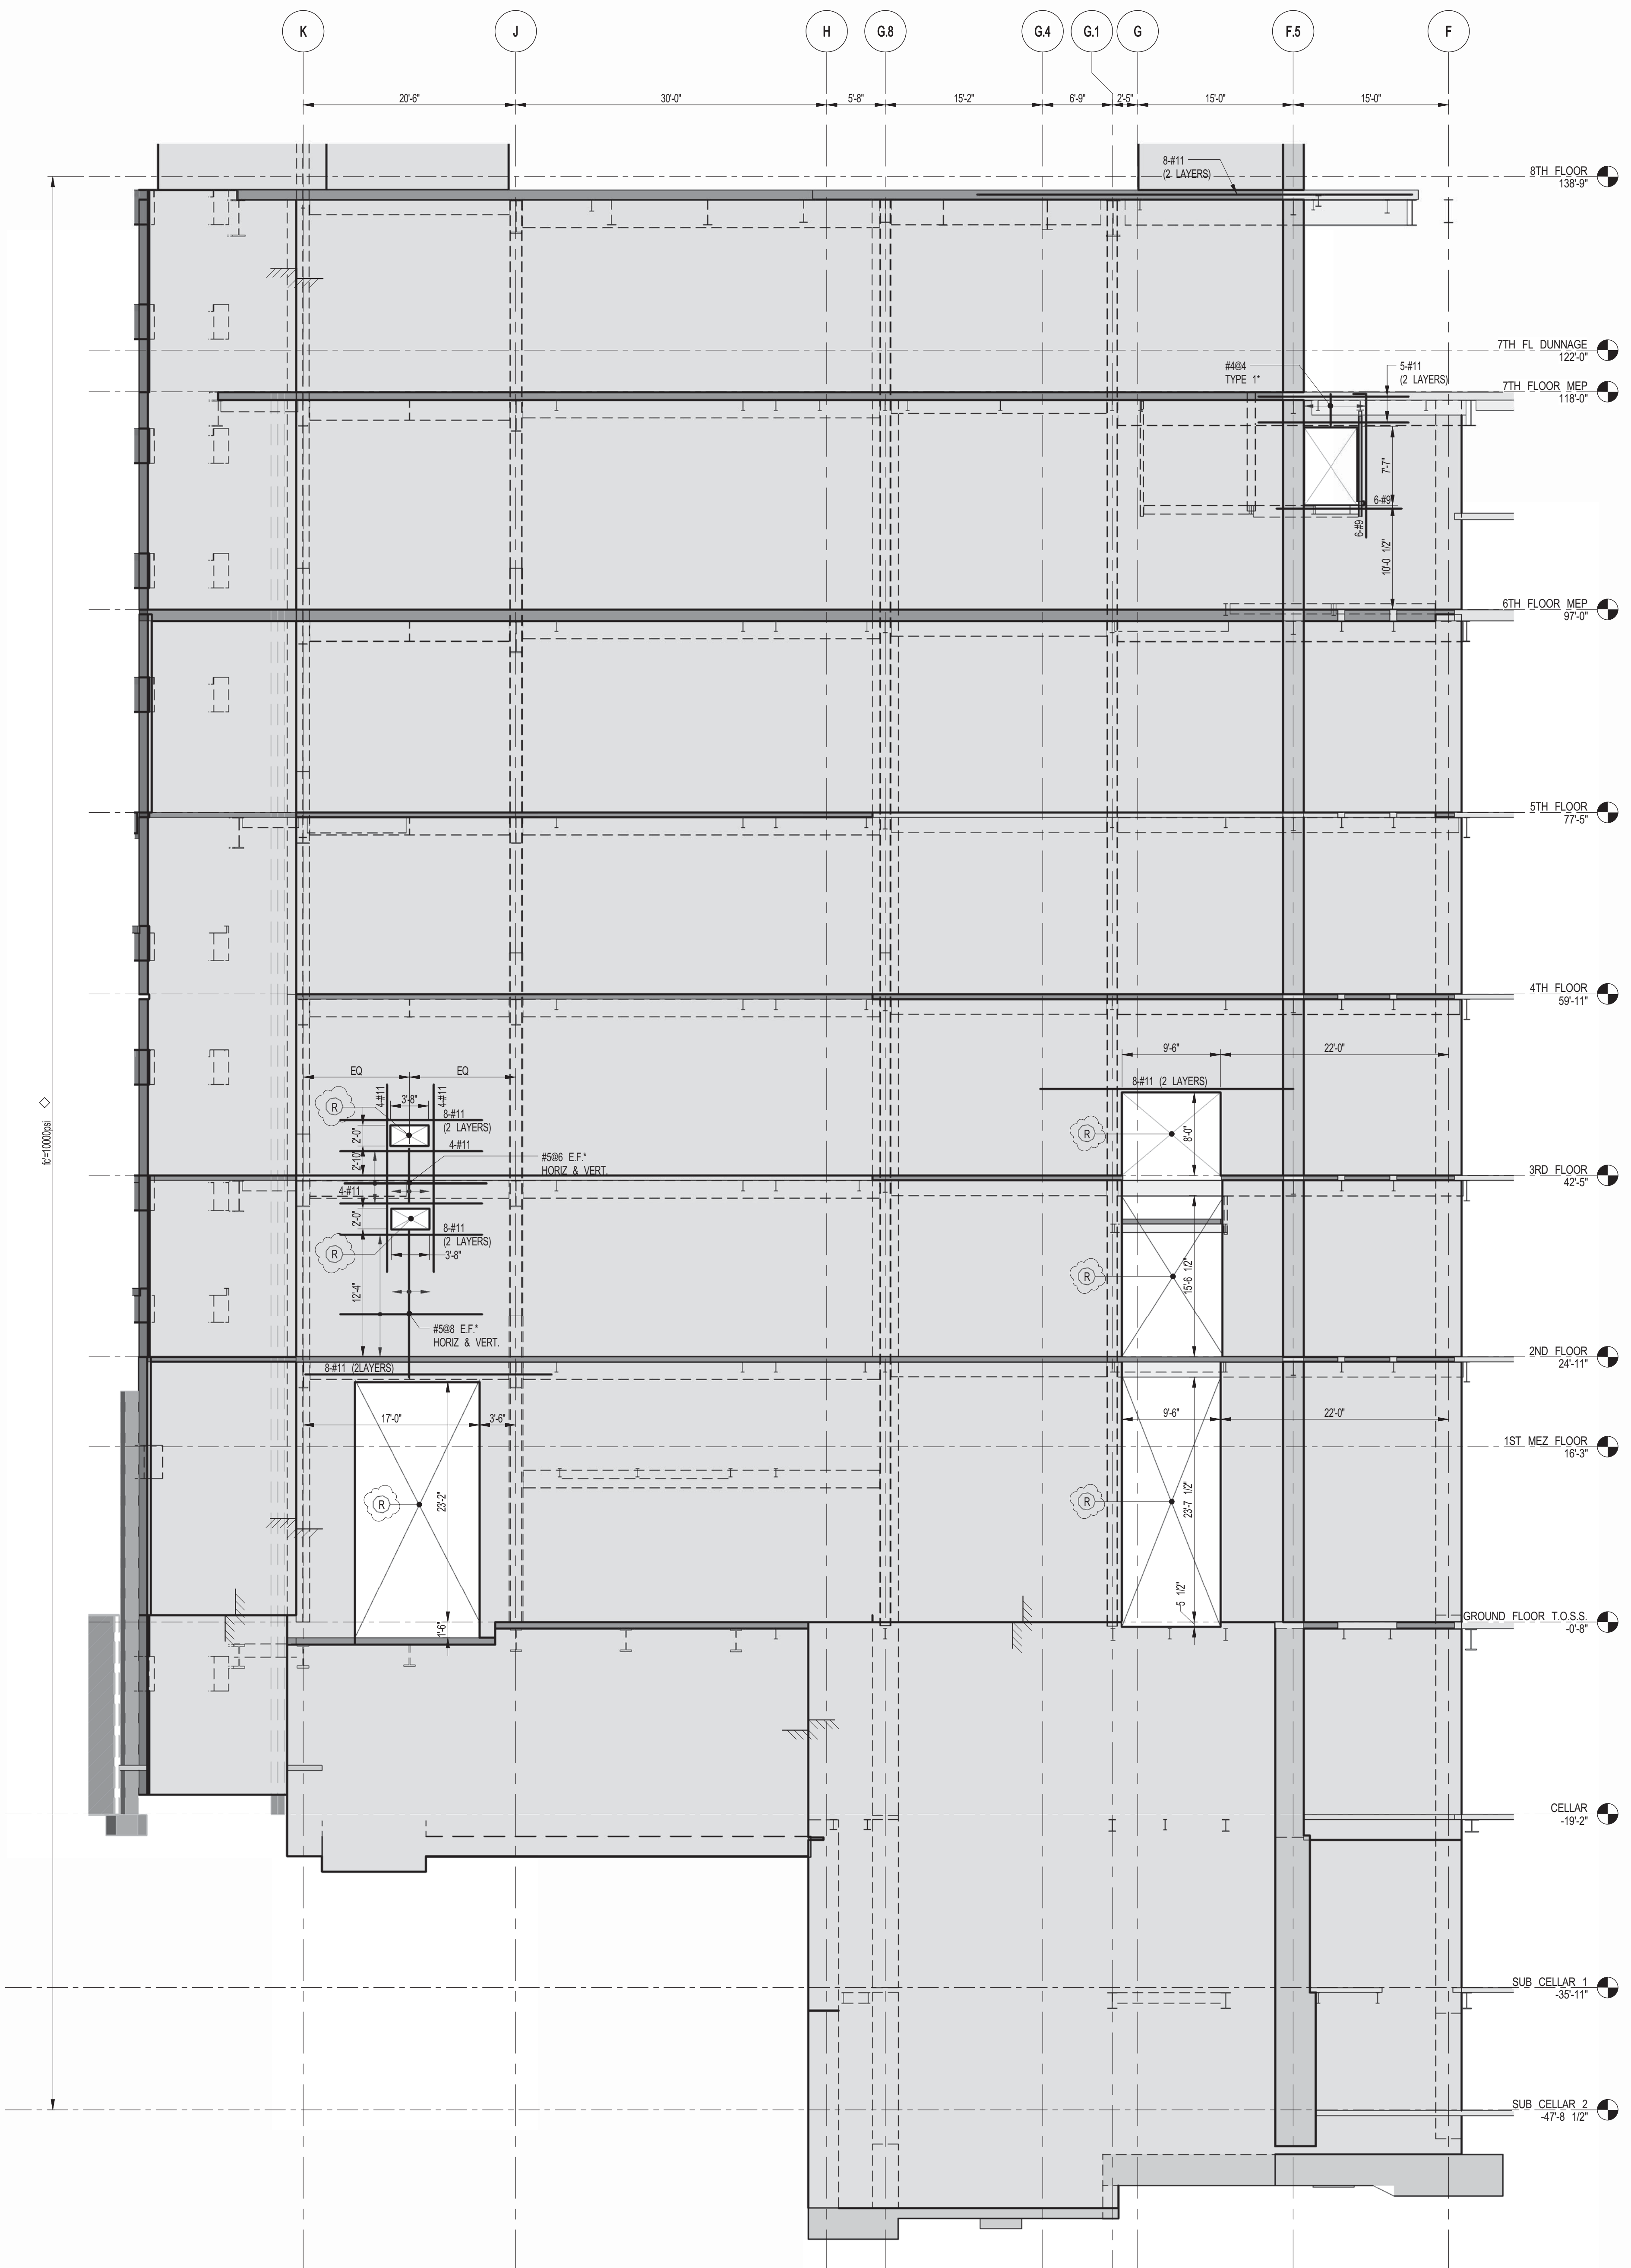 K
J
H
G.8
G.4
G.1
G
F.5
F
20'-6"
30'-0"
5'-8"
15'-2"
6'-9"
2'-5"
15'-0"
15'-0"
8-#11
(2 LAYERS)
8TH FLOOR
138'-9"
7TH FL DUNNAGE
122'-0"
#4@4
TYPE 1*
5-#11
(2 LAYERS)
7TH FLOOR MEP
118'-0"
7'-7"
6-#9
6-#9
10'-0 1/2"
6TH FLOOR MEP
97'-0"
5TH FLOOR
77'-5"
4TH FLOOR
59'-11"
9'-6"
22'-0"
EQ
EQ
8-#11 (2 LAYERS)
4-#11
4-#11
3'-8"
R
8-#11
(2 LAYERS)
2'-0"
4-#11
2'-10"
R
8'-0"
#5@6 E.F.*
HORIZ & VERT.
3RD FLOOR
42'-5"
4-#11
2'-0"
8-#11
(2 LAYERS)
R
3'-8"
12'-4"
R
15'-6 1/2"
#5@8 E.F.*
HORIZ & VERT.
2ND FLOOR
24'-11"
8-#11 (2LAYERS)
17'-0"
3'-6"
9'-6"
22'-0"
1ST MEZ FLOOR
16'-3"
R
23'-2"
R
23'-7 1/2"
5 1/2"
1'-6"
GROUND FLOOR T.O.S.S.
-0'-8"
fc'=10000psi
CELLAR
-19'-2"
SUB CELLAR 1
-35'-11"
SUB CELLAR 2
-47'-8 1/2"